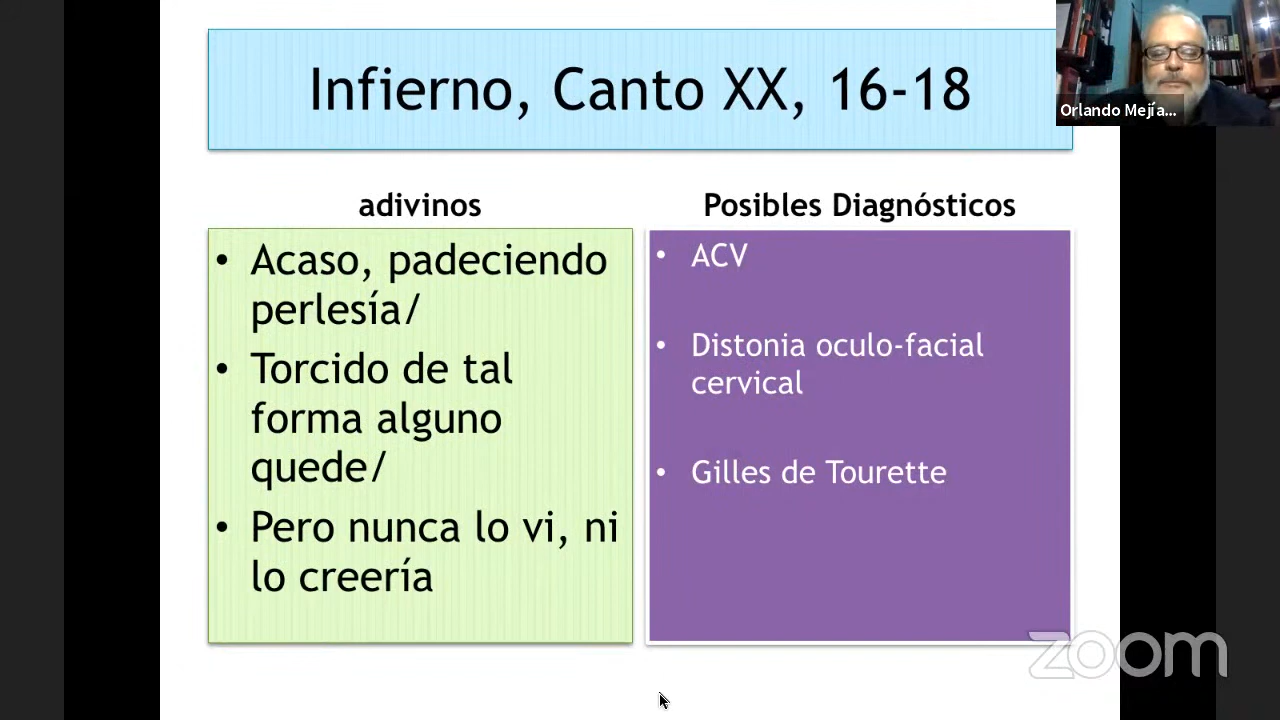 Infierno, Canto XX, 16-18
Orlando Mejía...
adivinos
• Acaso, padeciendo
perlesía/
• Torcido de tal
forma alguno
quede/
• Pero nunca lo vi, ni
lo creería
Posibles Diagnósticos
• ACV
• Distonia oculo-facial
cervical
• Gilles de Tourette
zoom